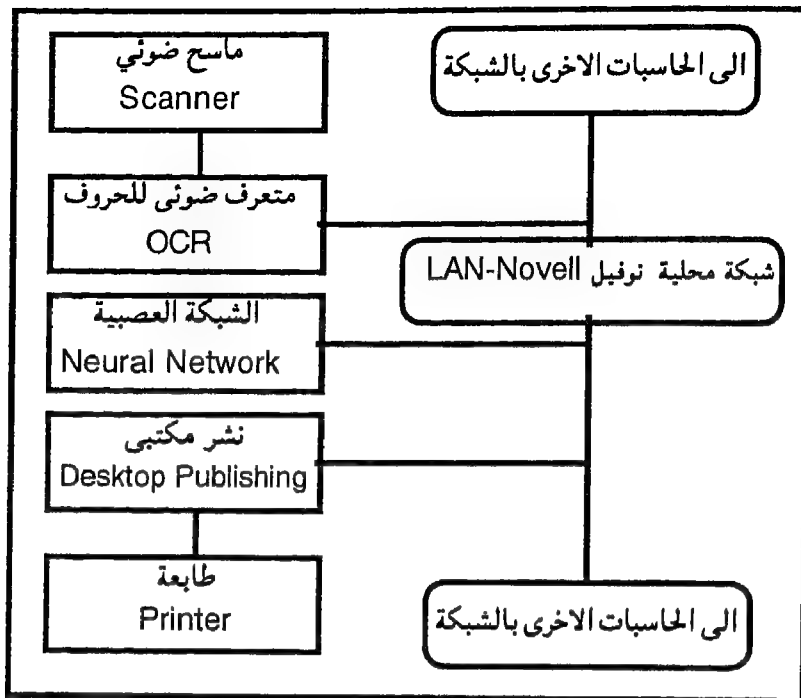 ماسح ضوئي
Scanner
الى الحاسبات الاخرى بالشبكة
متعرف ضوئى للحروف
OCR
شبكة محلية نوفيل LAN-Novell
الشبكة العصبية
Neural Network
نشر مكتبى
Desktop Publishing
طابعة
Printer
الى الحاسبات الاخرى بالشبكة